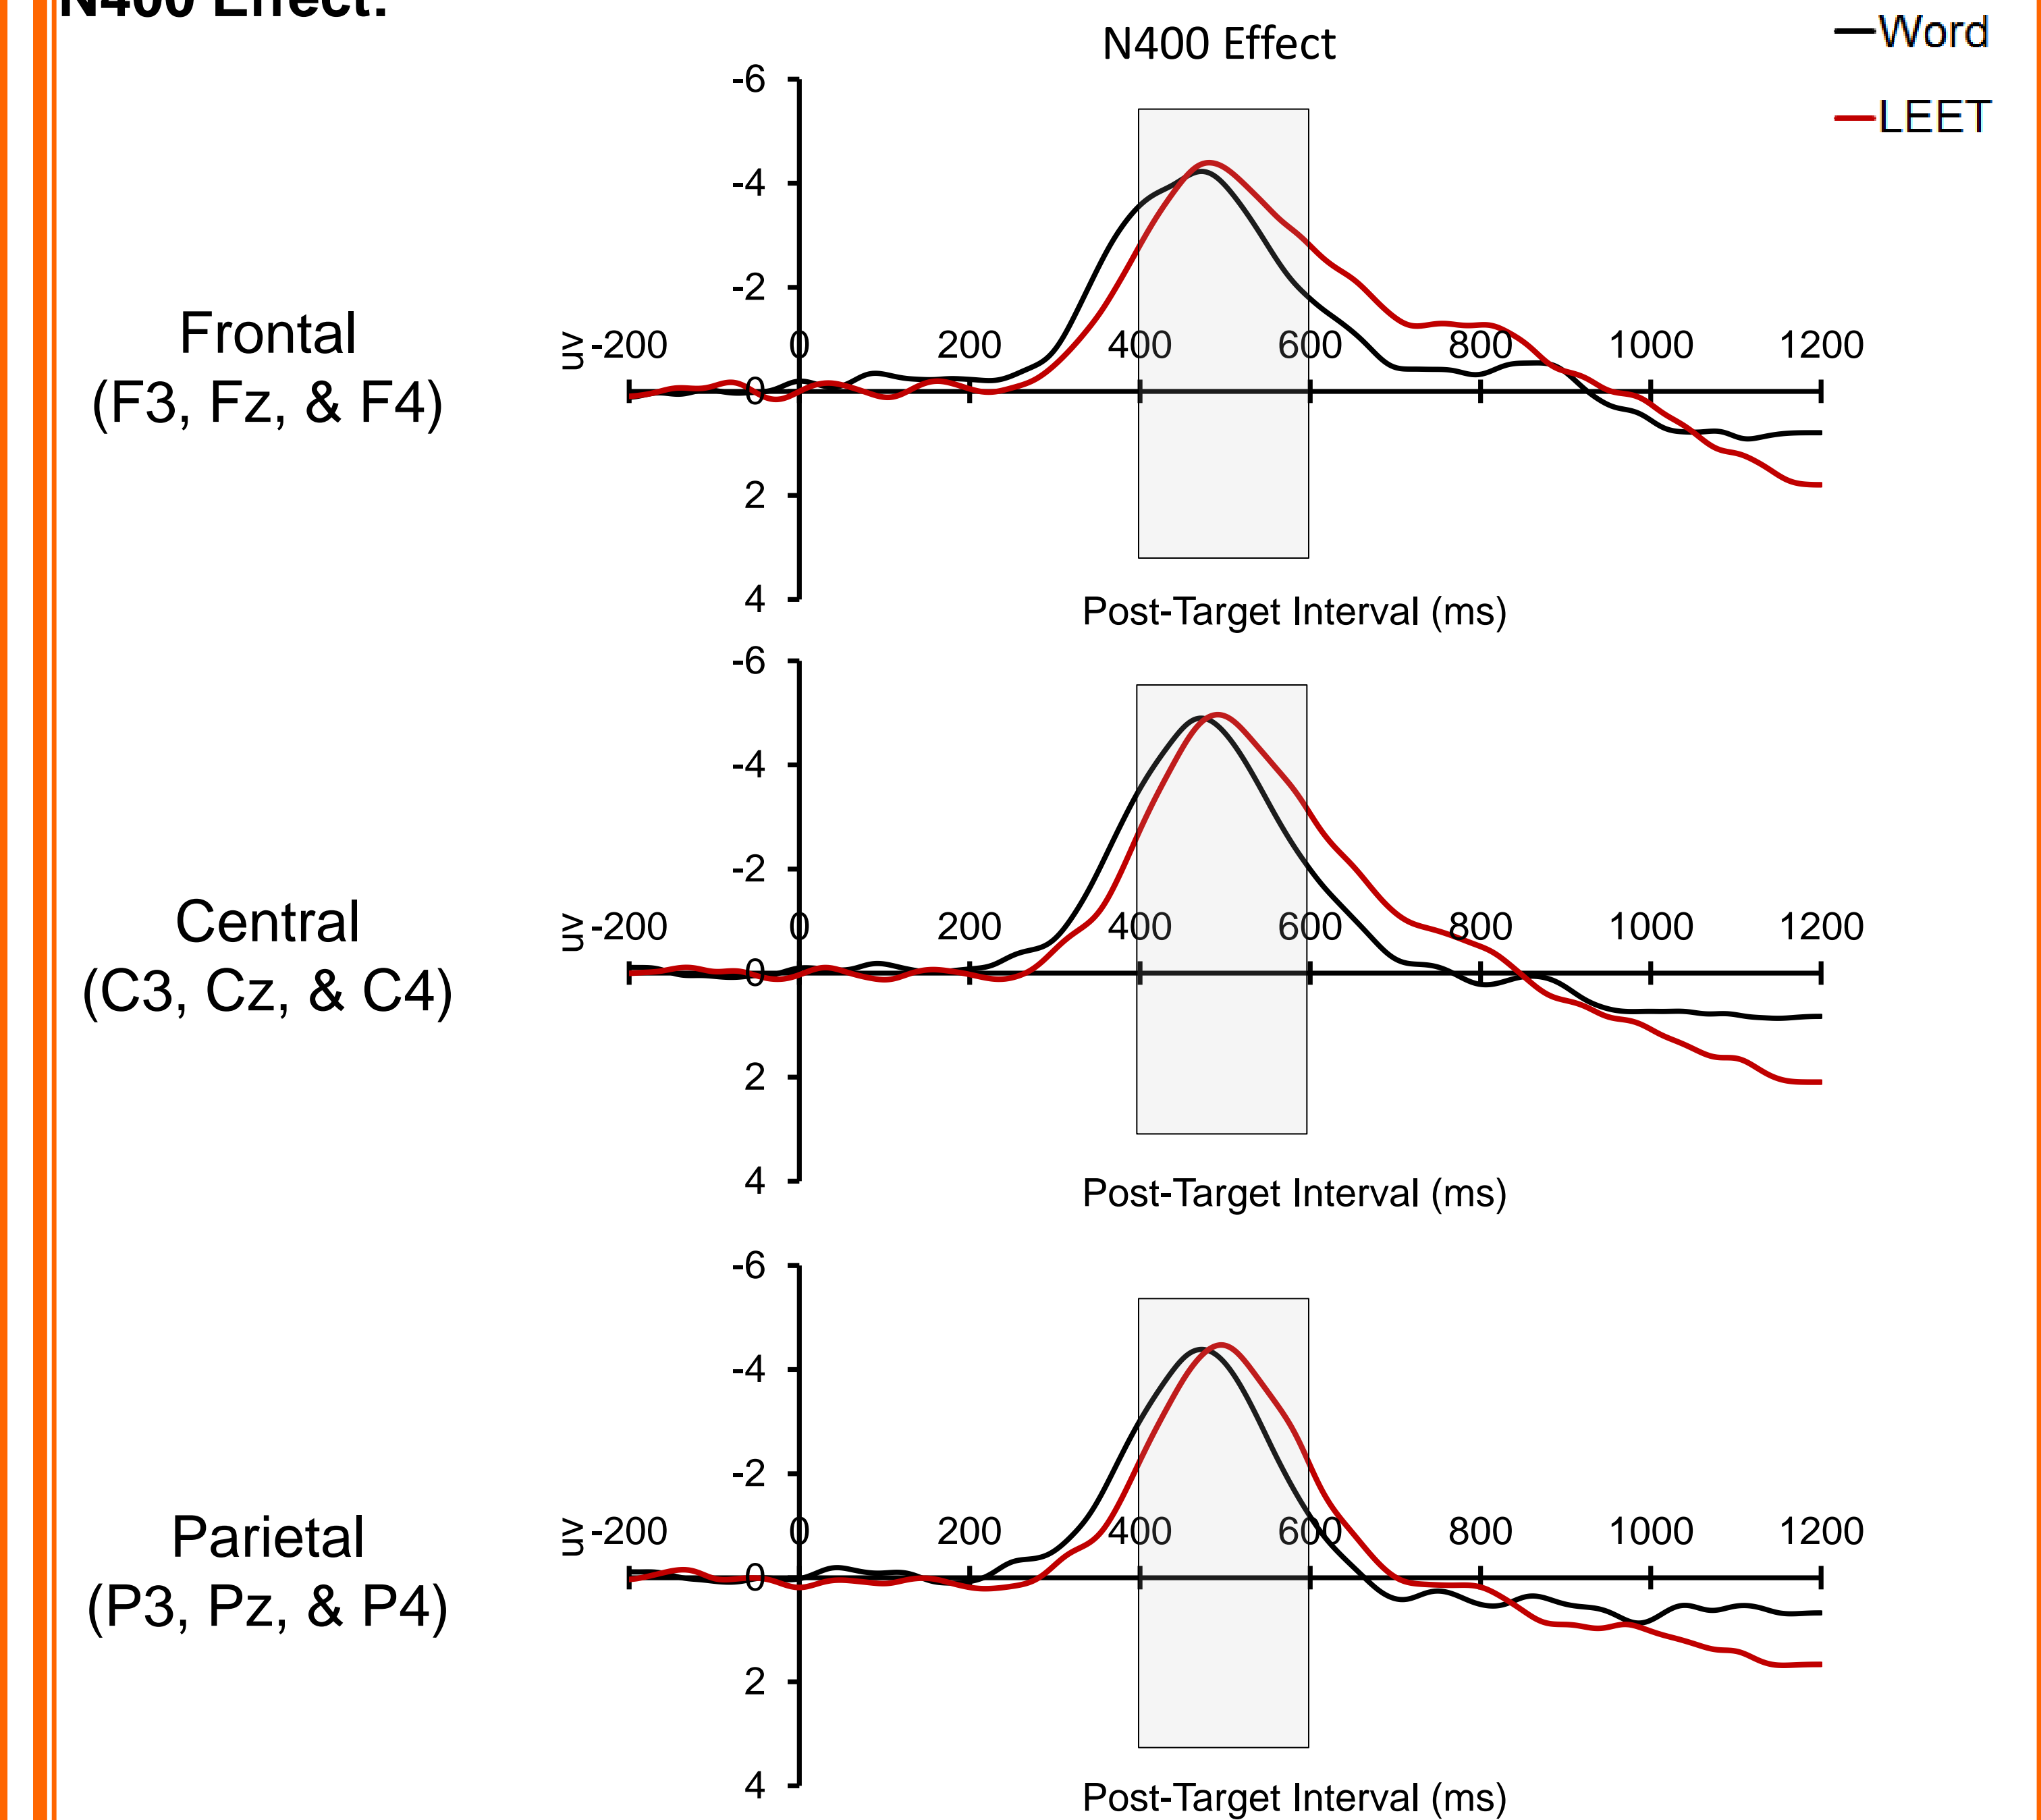 N400 Effect:
N400 Effect
Word
LEET
-6
-4
-2
0
2
4
uv
-200 0 200 400 600 800 1000 1200
Frontal
(F3, Fz, & F4)
Post-Target Interval (ms)
-6
-4
-2
0
2
4
uv
-200 0 200 400 600 800 1000 1200
Central
(C3, Cz, & C4)
Post-Target Interval (ms)
-6
-4
-2
0
2
4
uv
-200 0 200 400 600 800 1000 1200
Parietal
(P3, Pz, & P4)
Post-Target Interval (ms)